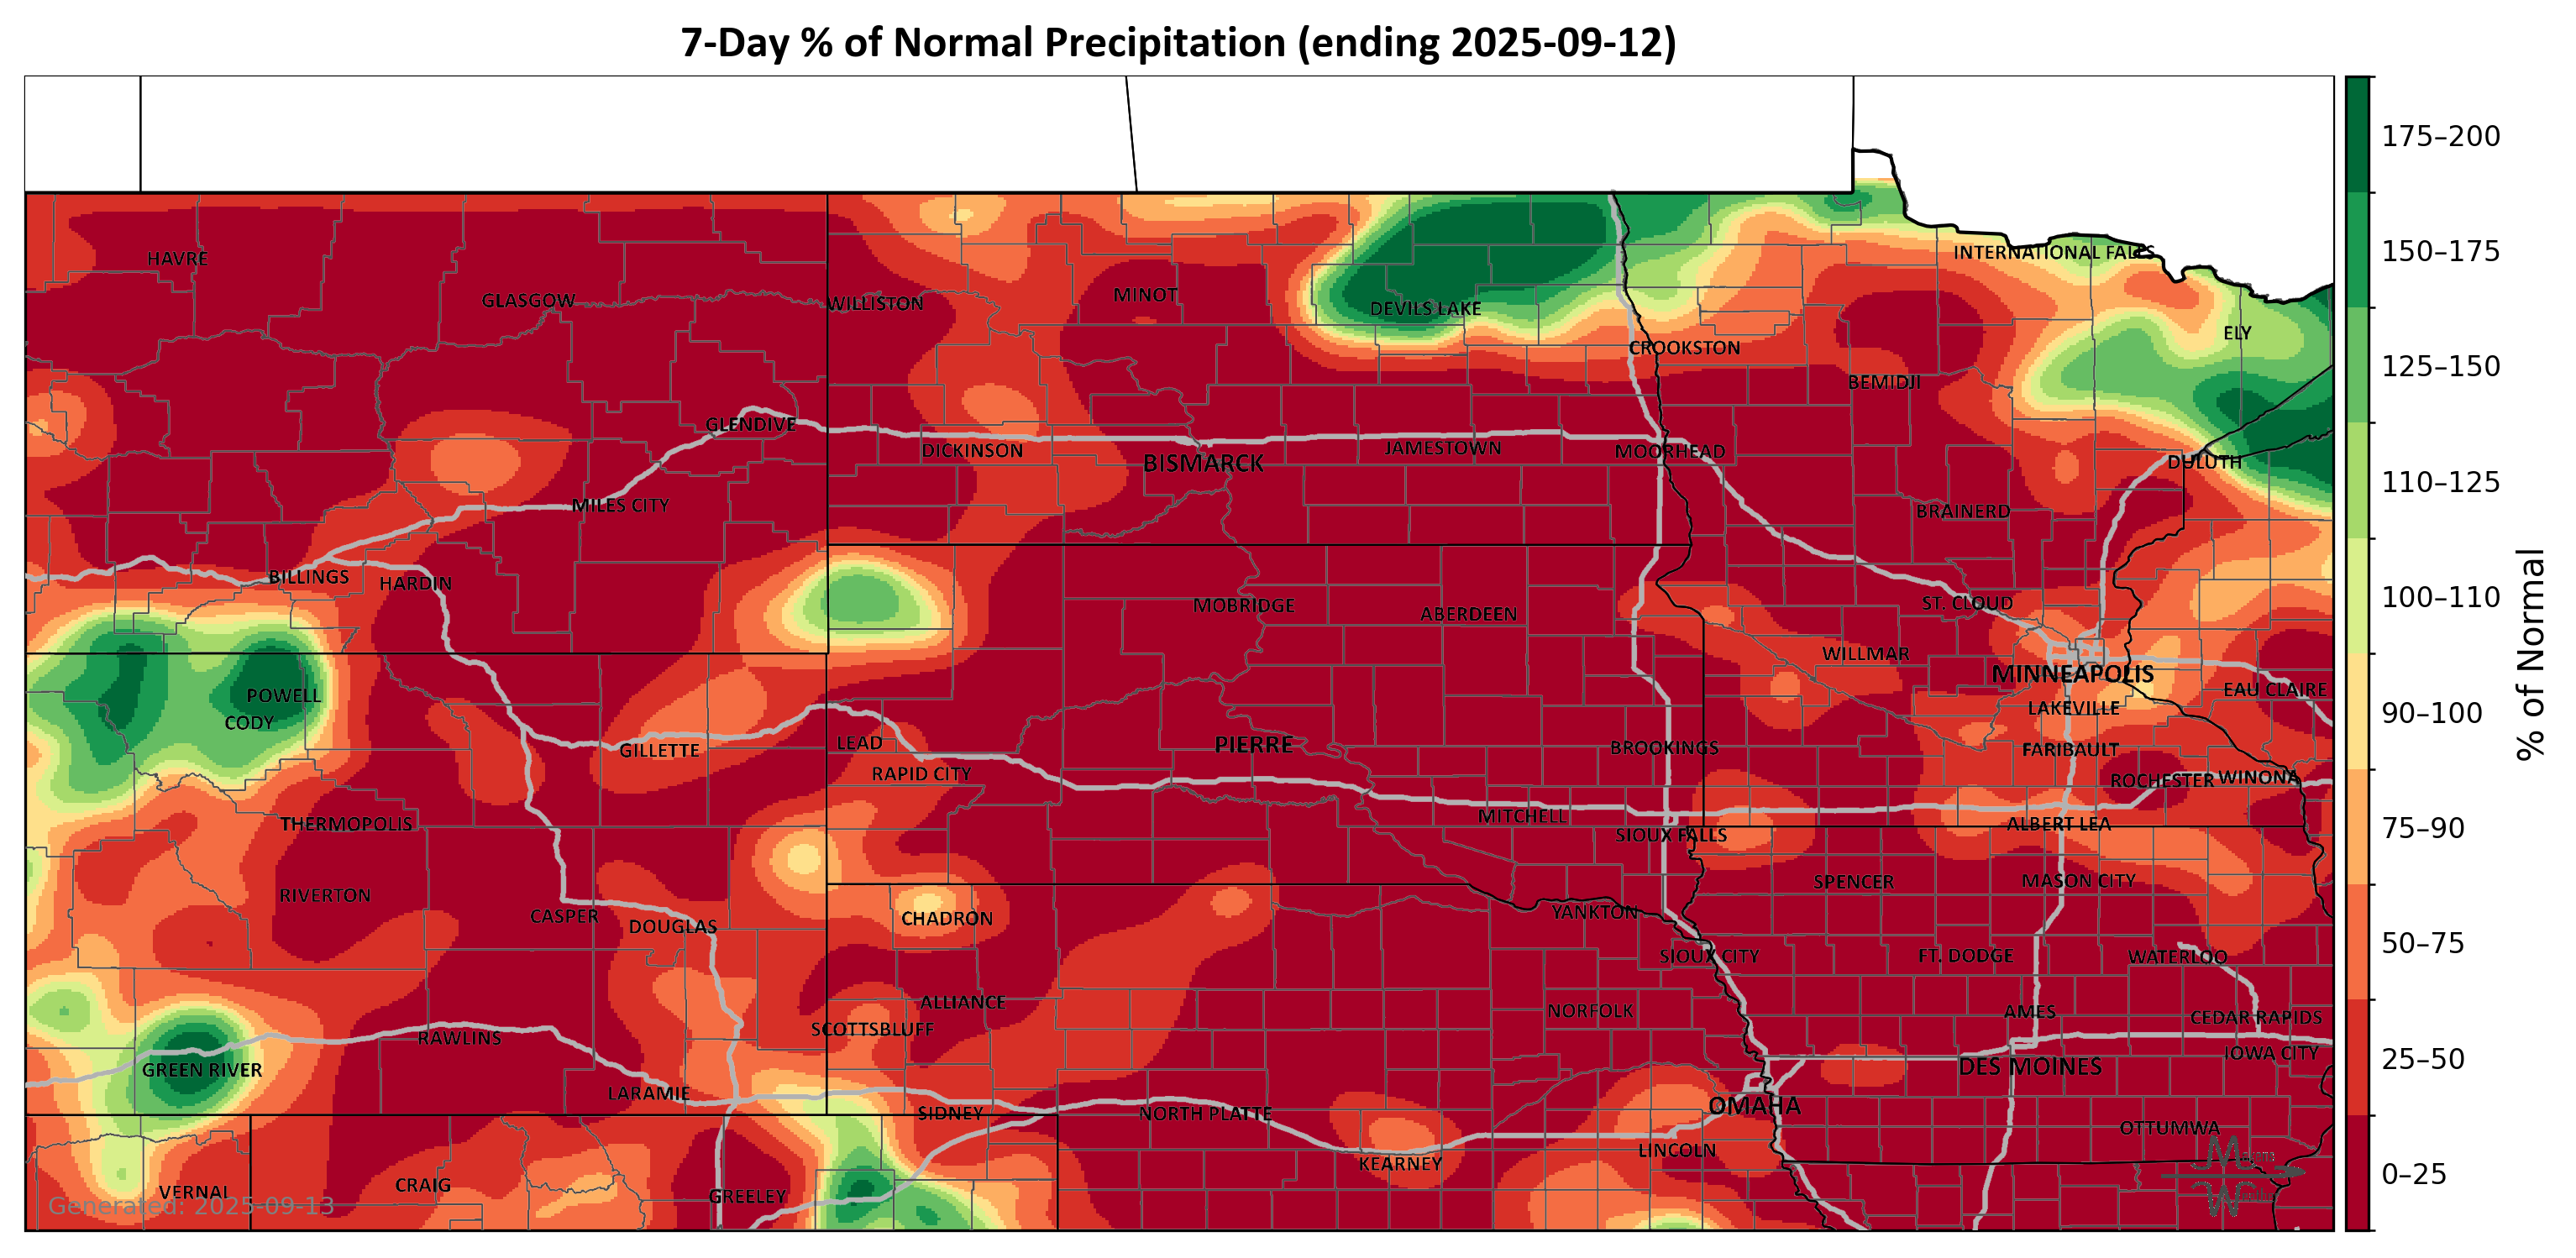 7-Day % of Normal Precipitation (ending 2025-09-12)
175–200
150–175
125–150
110–125
100–110
90–100
75–90
50–75
25–50
0–25
% of Normal
HAVRE
GLASGOW
WILLISTON
MINOT
DEVILS LAKE
INTERNATIONAL FALLS
ELY
CROOKSTON
BEMIDJI
GLENDIVE
DICKINSON
BISMARCK
JAMESTOWN
MOORHEAD
DULUTH
MILES CITY
BRAINERD
BILLINGS
HARDIN
MOBRIDGE
ABERDEEN
ST. CLOUD
WILLMAR
MINNEAPOLIS
EAU CLAIRE
POWELL
CODY
LAKEVILLE
GILLETTE
LEAD
PIERRE
BROOKINGS
FARIBAULT
RAPID CITY
ROCHESTER
WINONA
THERMOPOLIS
MITCHELL
SIOUX FALLS
ALBERT LEA
RIVERTON
SPENCER
MASON CITY
CASPER
DOUGLAS
CHADRON
YANKTON
SIOUX CITY
FT. DODGE
WATERLOO
ALLIANCE
NORFOLK
AMES
CEDAR RAPIDS
SCOTTSBLUFF
RAWLINS
IOWA CITY
GREEN RIVER
DES MOINES
LARAMIE
SIDNEY
NORTH PLATTE
OMAHA
OTTUMWA
LINCOLN
KEARNEY
VERNAL
CRAIG
GREELEY
Generated: 2025-09-13